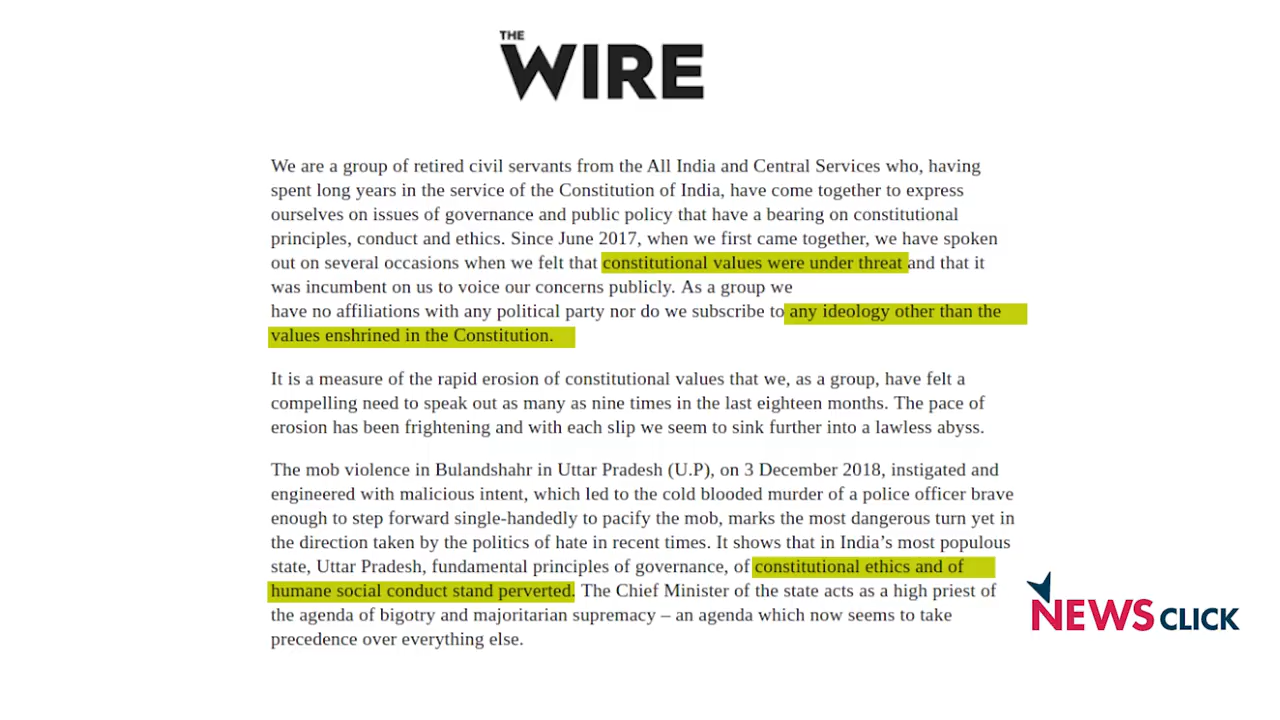 THE
WIRE
We are a group of retired civil servants from the All India and Central Services who, having
spent long years in the service of the Constitution of India, have come together to express
ourselves on issues of governance and public policy that have a bearing on constitutional
principles, conduct and ethics. Since June 2017, when we first came together, we have spoken
out on several occasions when we felt that constitutional values were under threat and that it
was incumbent on us to voice our concerns publicly. As a group we
have no affiliations with any political party nor do we subscribe to any ideology other than the
values enshrined in the Constitution.
It is a measure of the rapid erosion of constitutional values that we, as a group, have felt a
compelling need to speak out as many as nine times in the last eighteen months. The pace of
erosion has been frightening and with each slip we seem to sink further into a lawless abyss.
The mob violence in Bulandshahr in Uttar Pradesh (U.P), on 3 December 2018, instigated and
engineered with malicious intent, which led to the cold blooded murder of a police officer brave
enough to step forward single-handedly to pacify the mob, marks the most dangerous turn yet in
the direction taken by the politics of hate in recent times. It shows that in India’s most populous
state, Uttar Pradesh, fundamental principles of governance, of constitutional ethics and of
humane social conduct stand perverted. The Chief Minister of the state acts as a high priest of
the agenda of bigotry and majoritarian supremacy – an agenda which now seems to take
precedence over everything else.
NEWSCLICK